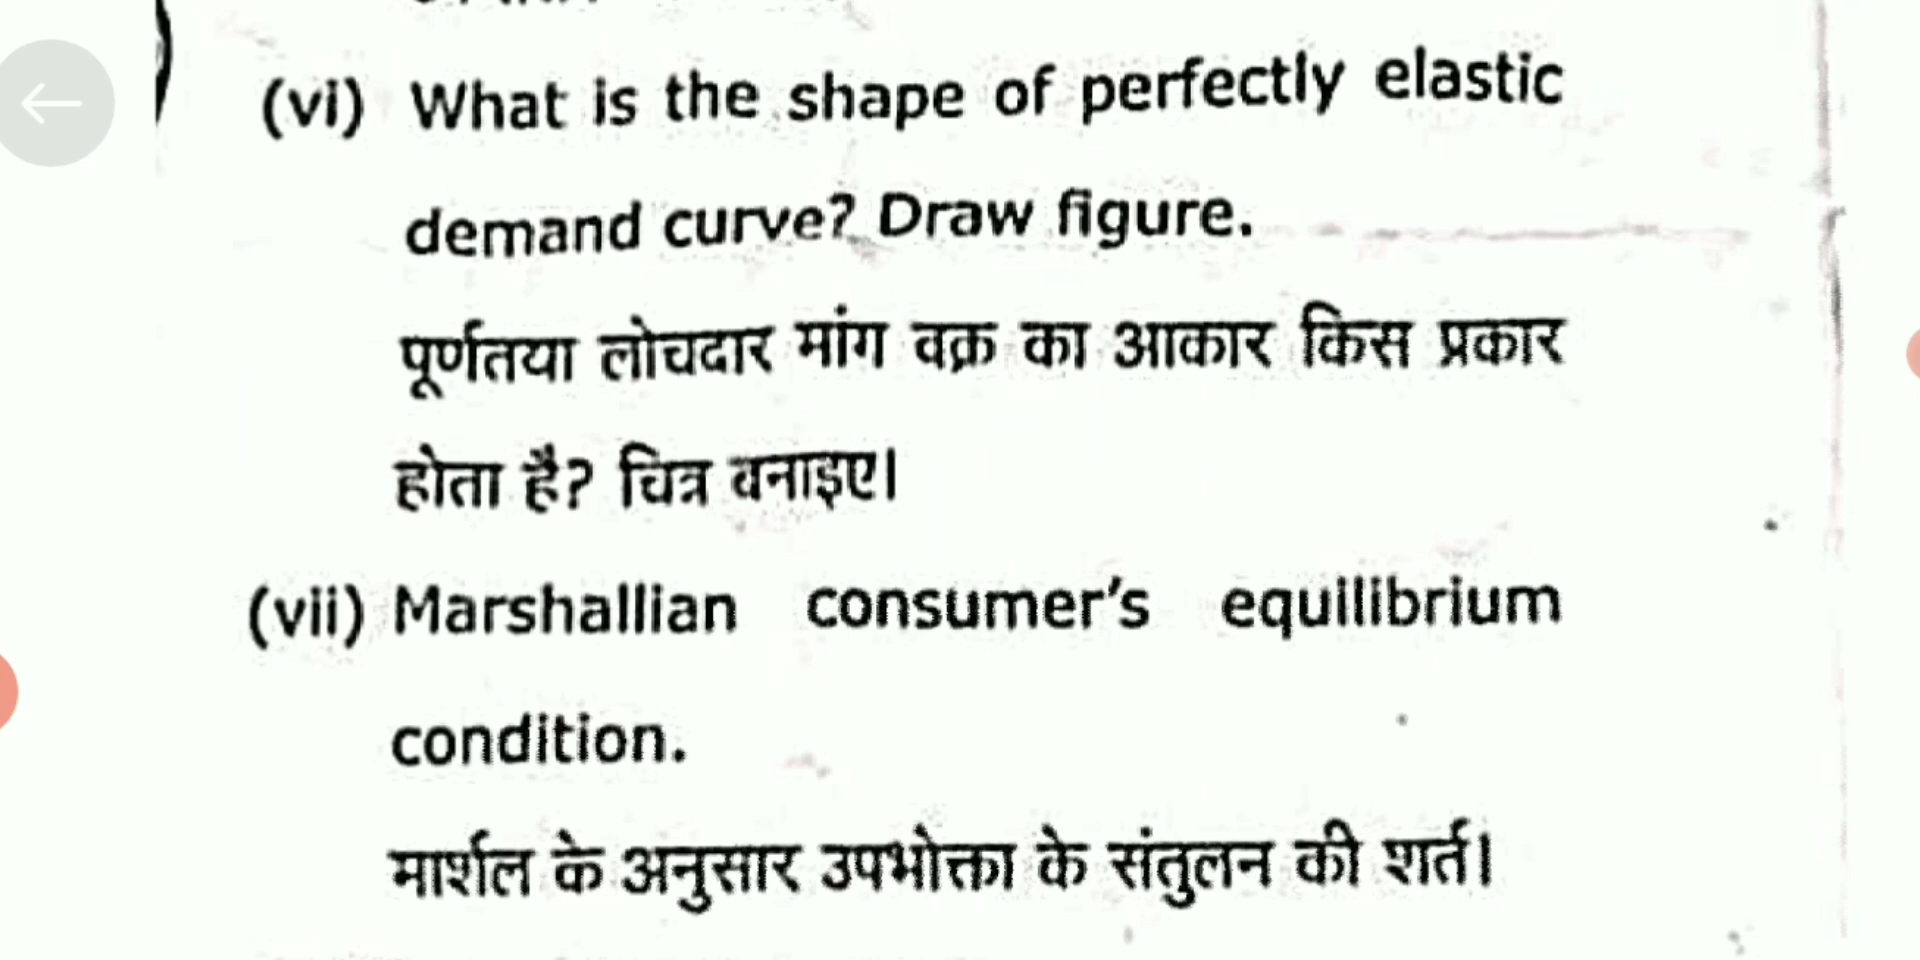 (vi) What is the shape of perfectly elastic
demand curve? Draw figure.
पूर्णतया लोचदार मांग वक्र का आकार किस प्रकार
होता है? चित्र वनाइए।
(vii) Marshallian consumer's equilibrium
condition.
मार्शल के अनुसार उपभोक्ता के संतुलन की शर्त।